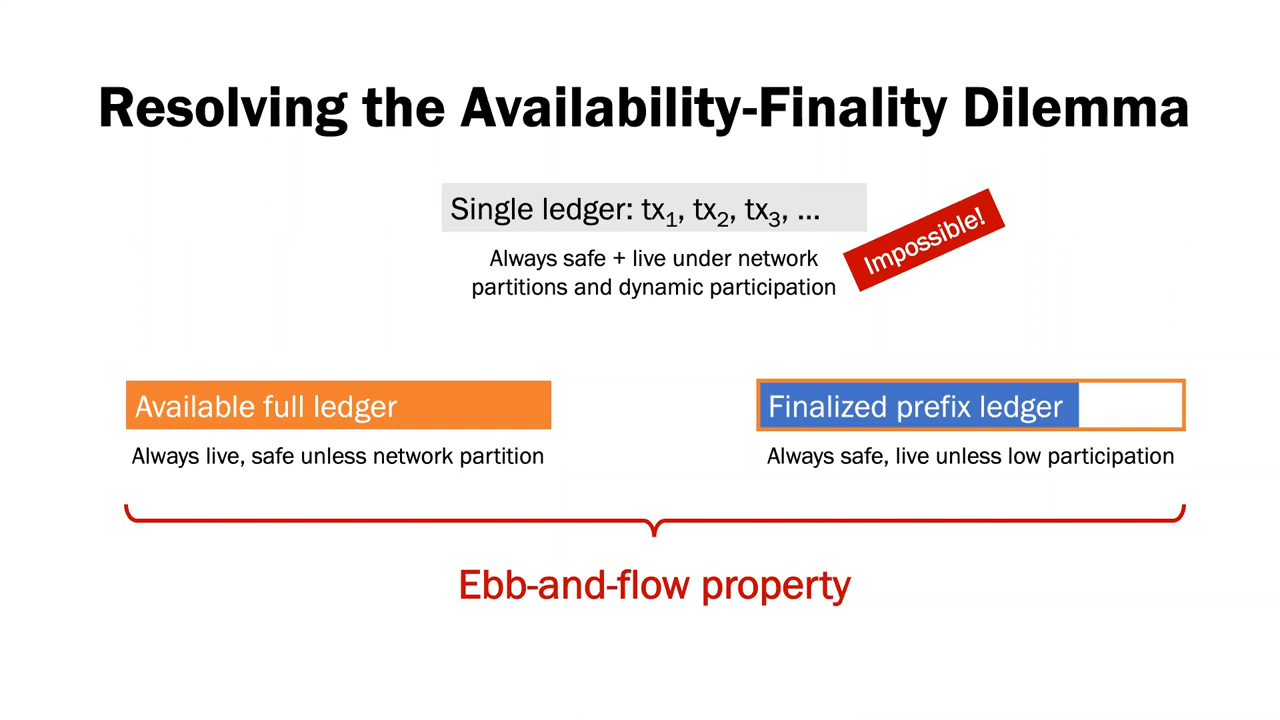 Resolving the Availability-Finality Dilemma
Single ledger: tx₁, tx₂, tx₃, ...
Impossible!
Always safe + live under network
partitions and dynamic participation
Available full ledger
Always live, safe unless network partition
Finalized prefix ledger
Always safe, live unless low participation
Ebb-and-flow property